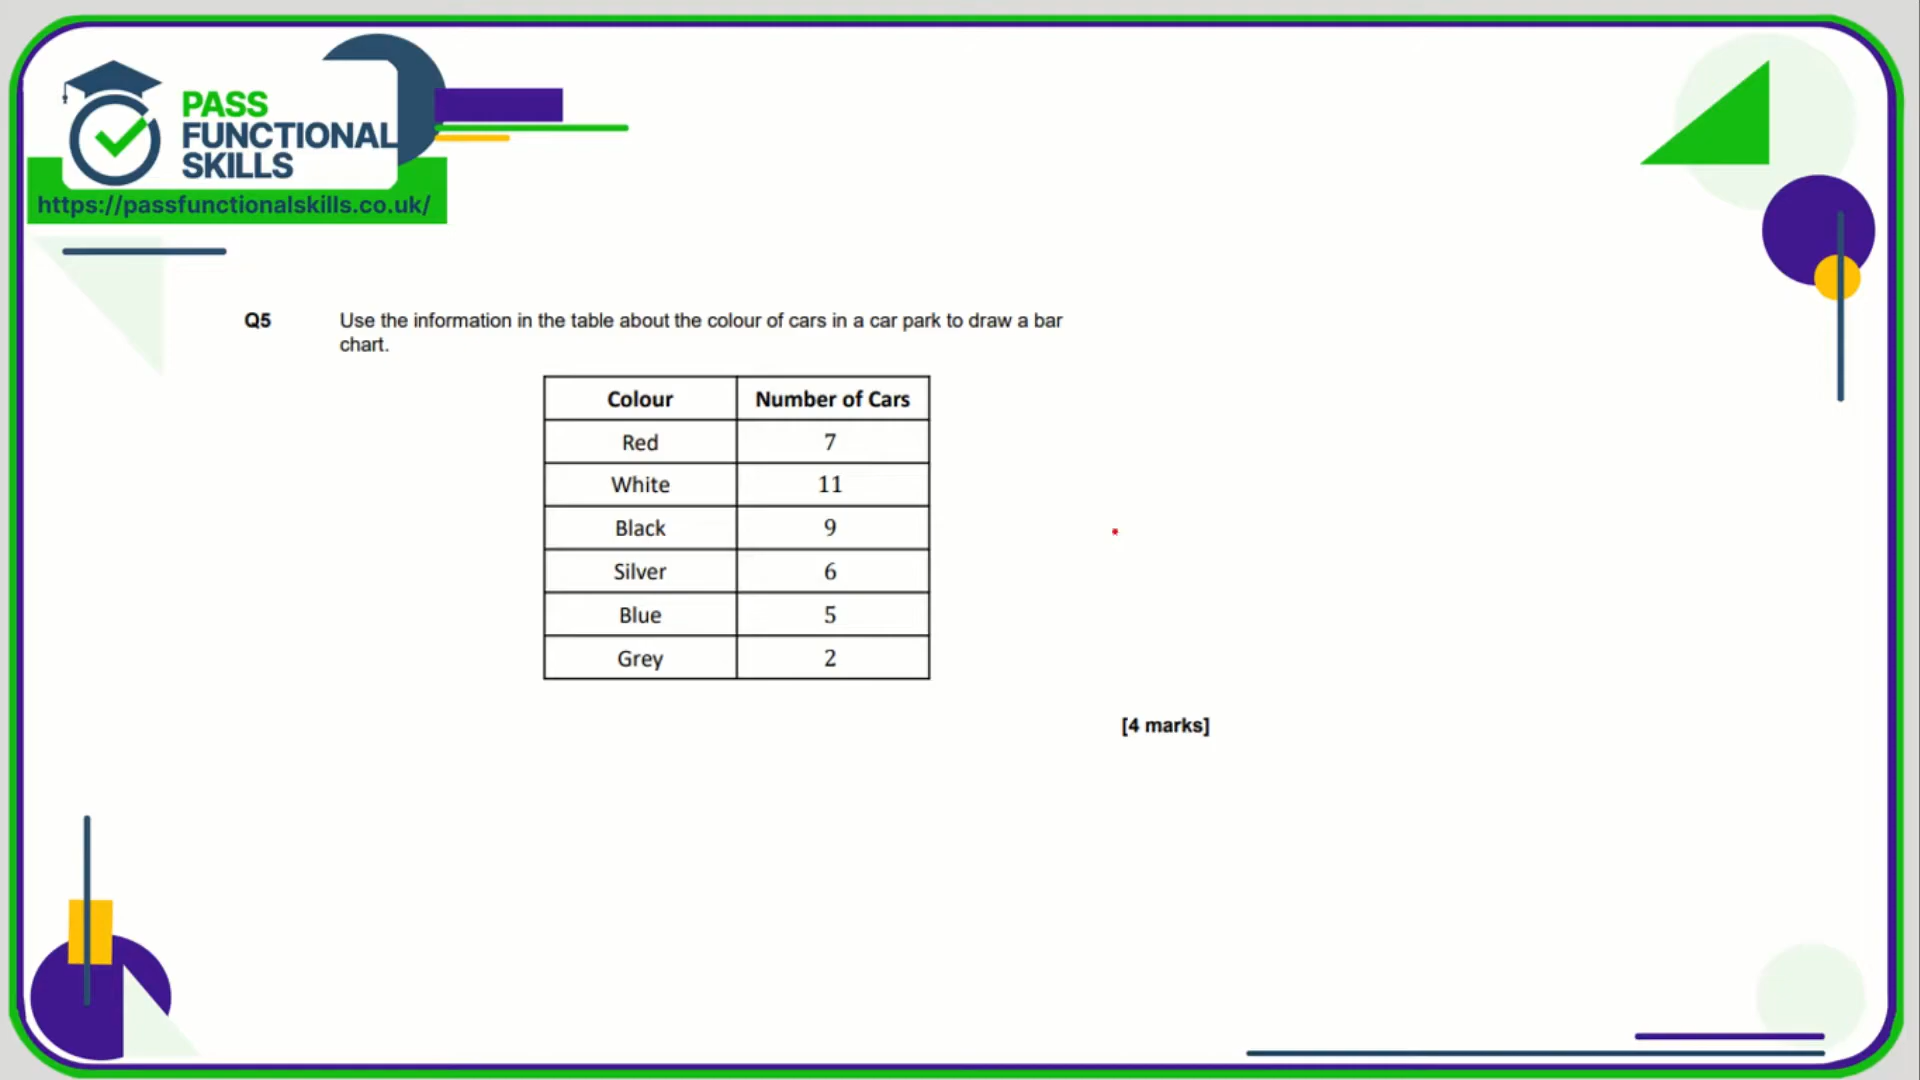 PASS
FUNCTIONAL
SKILLS
https://passfunctionalskills.co.uk/
Q5 Use the information in the table about the colour of cars in a car park to draw a bar
chart.
Colour Number of Cars
Red 7
White 11
Black 9
Silver 6
Blue 5
Grey 2
[4 marks]